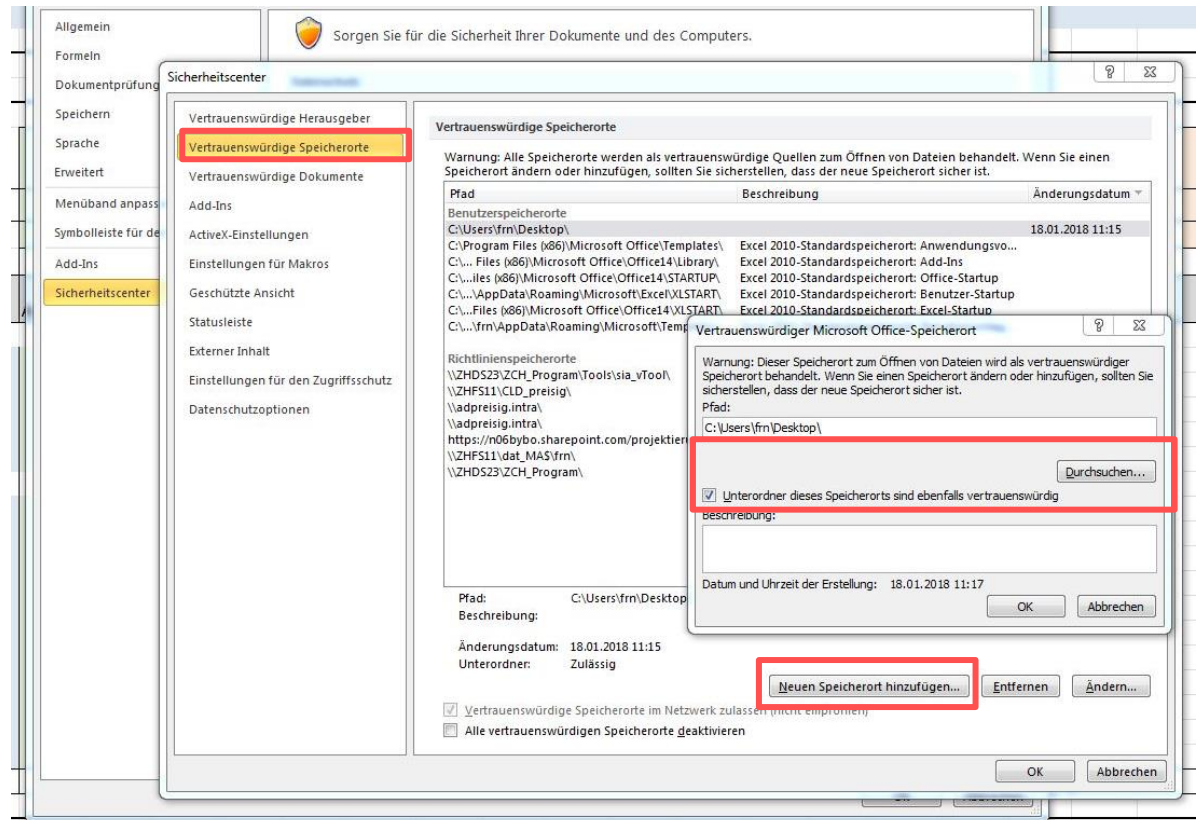 Allgemein
Formeln
Dokumentprüfung
Speichern
Sprache
Erweitert
Menüband anpass
Symbolleiste für de
Add-Ins
Sicherheitscenter
Sorgen Sie für die Sicherheit Ihrer Dokumente und des Computers.
Sicherheitscenter
Vertrauenswürdige Herausgeber
Vertrauenswürdige Speicherorte
Vertrauenswürdige Dokumente
Add-Ins
ActiveX-Einstellungen
Einstellungen für Makros
Geschützte Ansicht
Statusleiste
Externer Inhalt
Einstellungen für den Zugriffsschutz
Datenschutzoptionen
Vertrauenswürdige Speicherorte
Warnung: Alle Speicherorte werden als vertrauenswürdige Quellen zum Öffnen von Dateien behandelt. Wenn Sie einen
Speicherort ändern oder hinzufügen, sollten Sie sicherstellen, dass der neue Speicherort sicher ist.
Pfad Beschreibung Änderungsdatum
Benutzerspeicherorte
C:\Users\frn\Desktop\ 18.01.2018 11:15
C:\Program Files (x86)\Microsoft Office\Templates\ Excel 2010-Standardspeicherort: Anwendungsvo...
C:\... Files (x86)\Microsoft Office\Office14\Library\ Excel 2010-Standardspeicherort: Add-Ins
C:\...iles (x86)\Microsoft Office\Office14\STARTUP\ Excel 2010-Standardspeicherort: Office-Startup
C:\...\AppData\Roaming\Microsoft\Excel\XLSTART\ Excel 2010-Standardspeicherort: Benutzer-Startup
C:\...Files (x86)\Microsoft Office\Office14\XLSTART\ Excel 2010-Standardspeicherort: Excel-Startup
C:\...\frn\AppData\Roaming\Microsoft\Temp
Richtlinienspeicherorte
\\ZHDS23\ZCH_Program\Tools\sia_vTool\
\\ZHFS11\CLD_preisig\
\\adpreisig.intra\
\\adpreisig.intra\
https://n06bybo.sharepoint.com/projektieru
\\ZHFS11\dat_MA$\frn\
\\ZHDS23\ZCH_Program\
Pfad: C:\Users\frn\Desktop
Beschreibung:
Änderungsdatum: 18.01.2018 11:15
Unterordner: Zulässig
Neuen Speicherort hinzufügen... Entfernen Ändern...
Vertrauenswürdige Speicherorte im Netzwerk zulassen (nicht empfohlen)
Alle vertrauenswürdigen Speicherorte deaktivieren
OK Abbrechen
Vertrauenswürdiger Microsoft Office-Speicherort
Warnung: Dieser Speicherort zum Öffnen von Dateien wird als vertrauenswürdiger
Speicherort behandelt. Wenn Sie einen Speicherort ändern oder hinzufügen, sollten Sie
sicherstellen, dass der neue Speicherort sicher ist.
Pfad:
C:\Users\frn\Desktop\
Durchsuchen...
Unterordner dieses Speicherorts sind ebenfalls vertrauenswürdig
Beschreibung:
Datum und Uhrzeit der Erstellung: 18.01.2018 11:17
OK Abbrechen